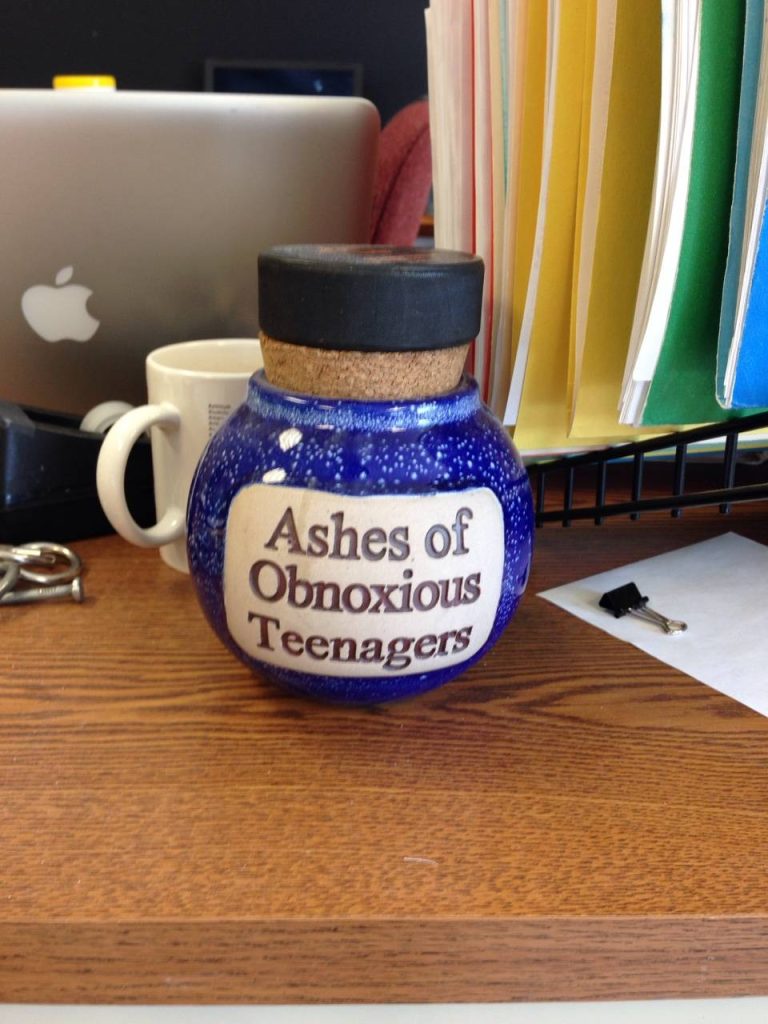 Ashes of
Obnoxious
Teenagers